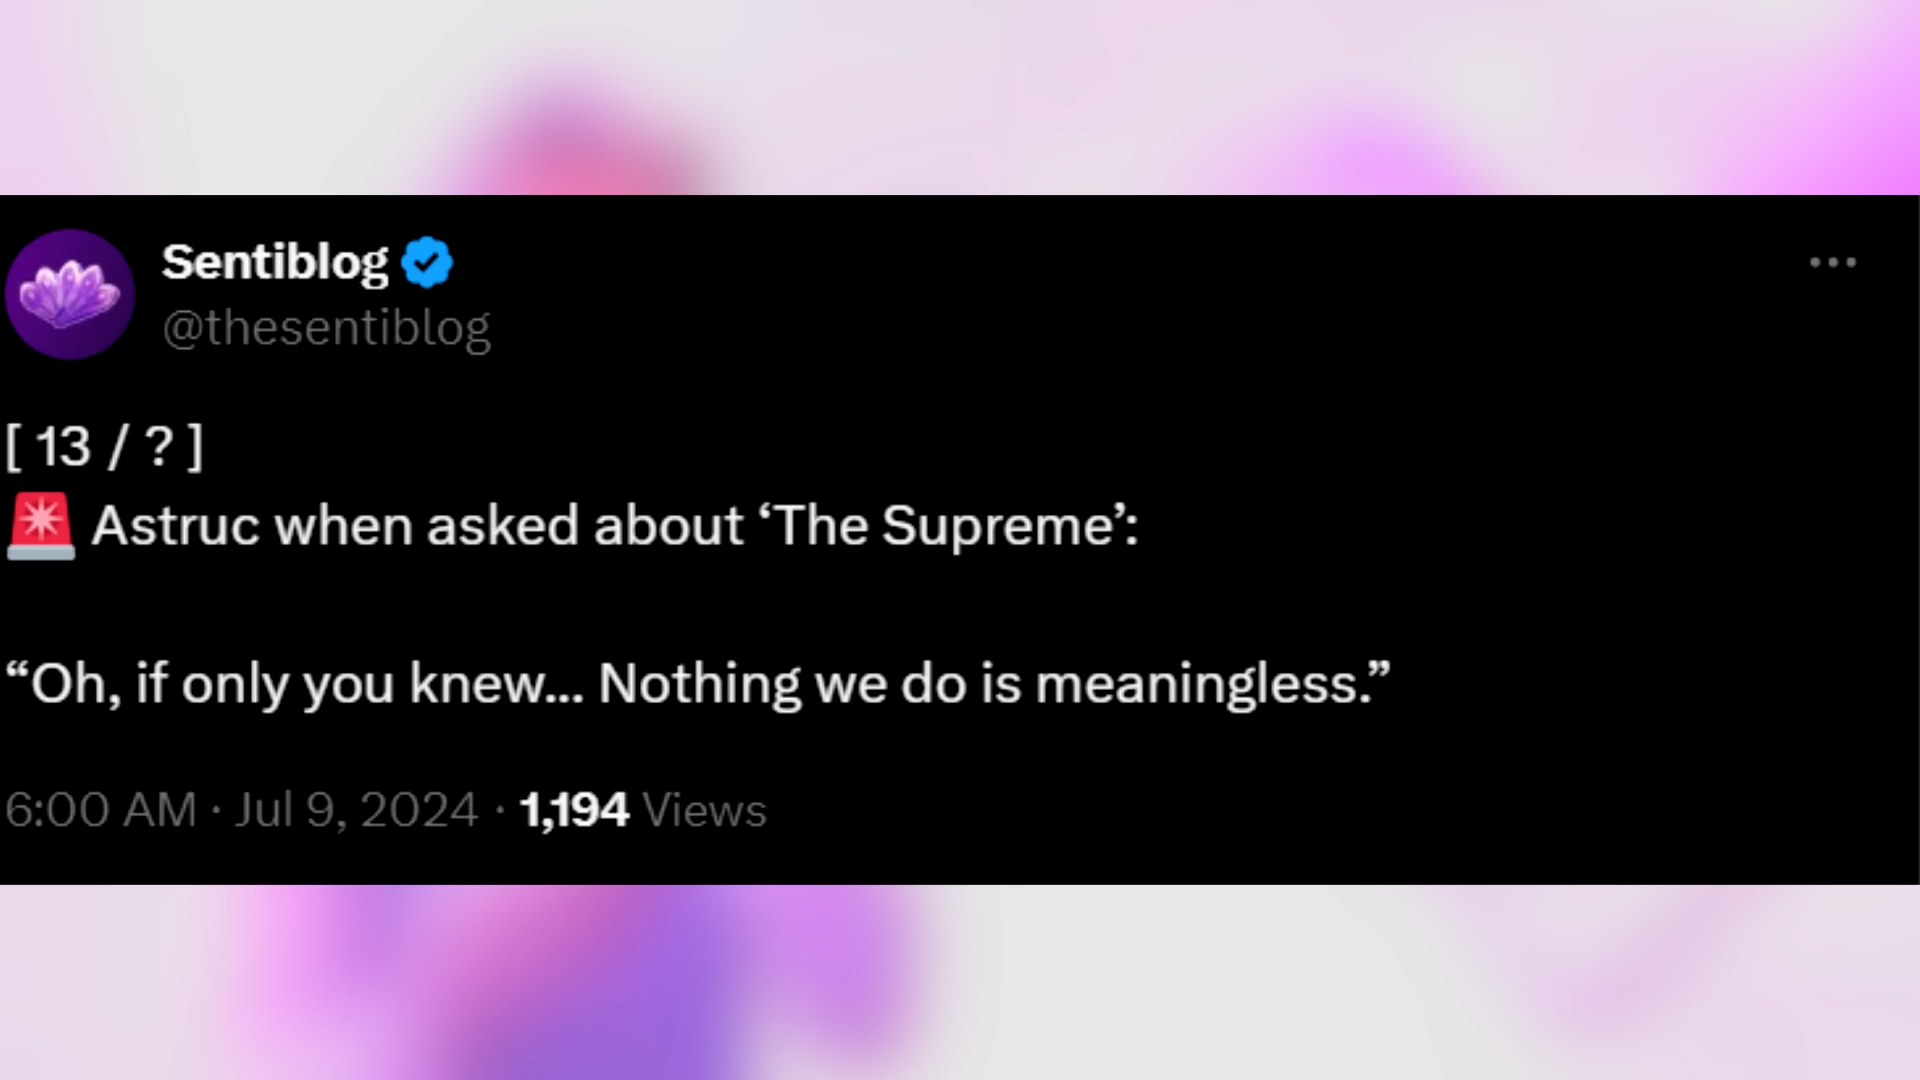 Sentiblog
@thesentiblog
[ 13 / ? ]
🚨 Astruc when asked about ‘The Supreme’:
“Oh, if only you knew... Nothing we do is meaningless.”
6:00 AM · Jul 9, 2024 · 1,194 Views